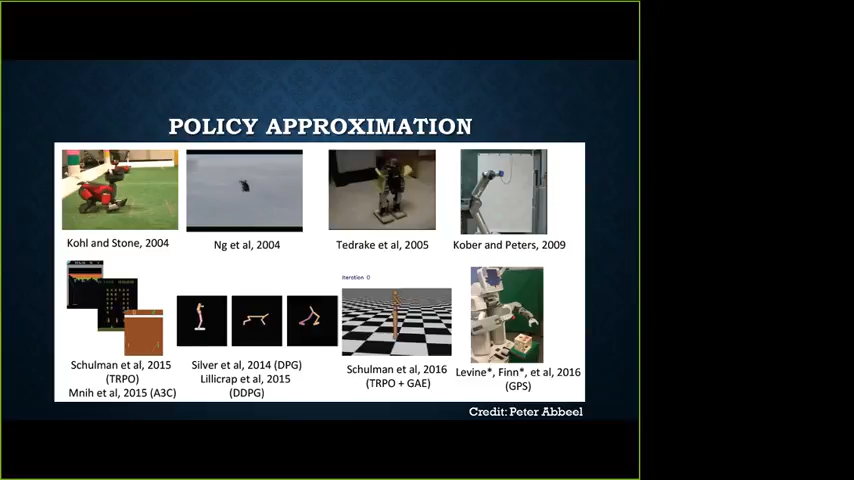 POLICY APPROXIMATION
Kohl and Stone, 2004
Ng et al, 2004
Tedrake et al, 2005
Kober and Peters, 2009
Iteration 0
Schulman et al, 2015
(TRPO)
Mnih et al, 2015 (A3C)
Silver et al, 2014 (DPG)
Lillicrap et al, 2015
(DDPG)
Schulman et al, 2016
(TRPO + GAE)
Levine*, Finn*, et al, 2016
(GPS)
Credit: Peter Abbeel